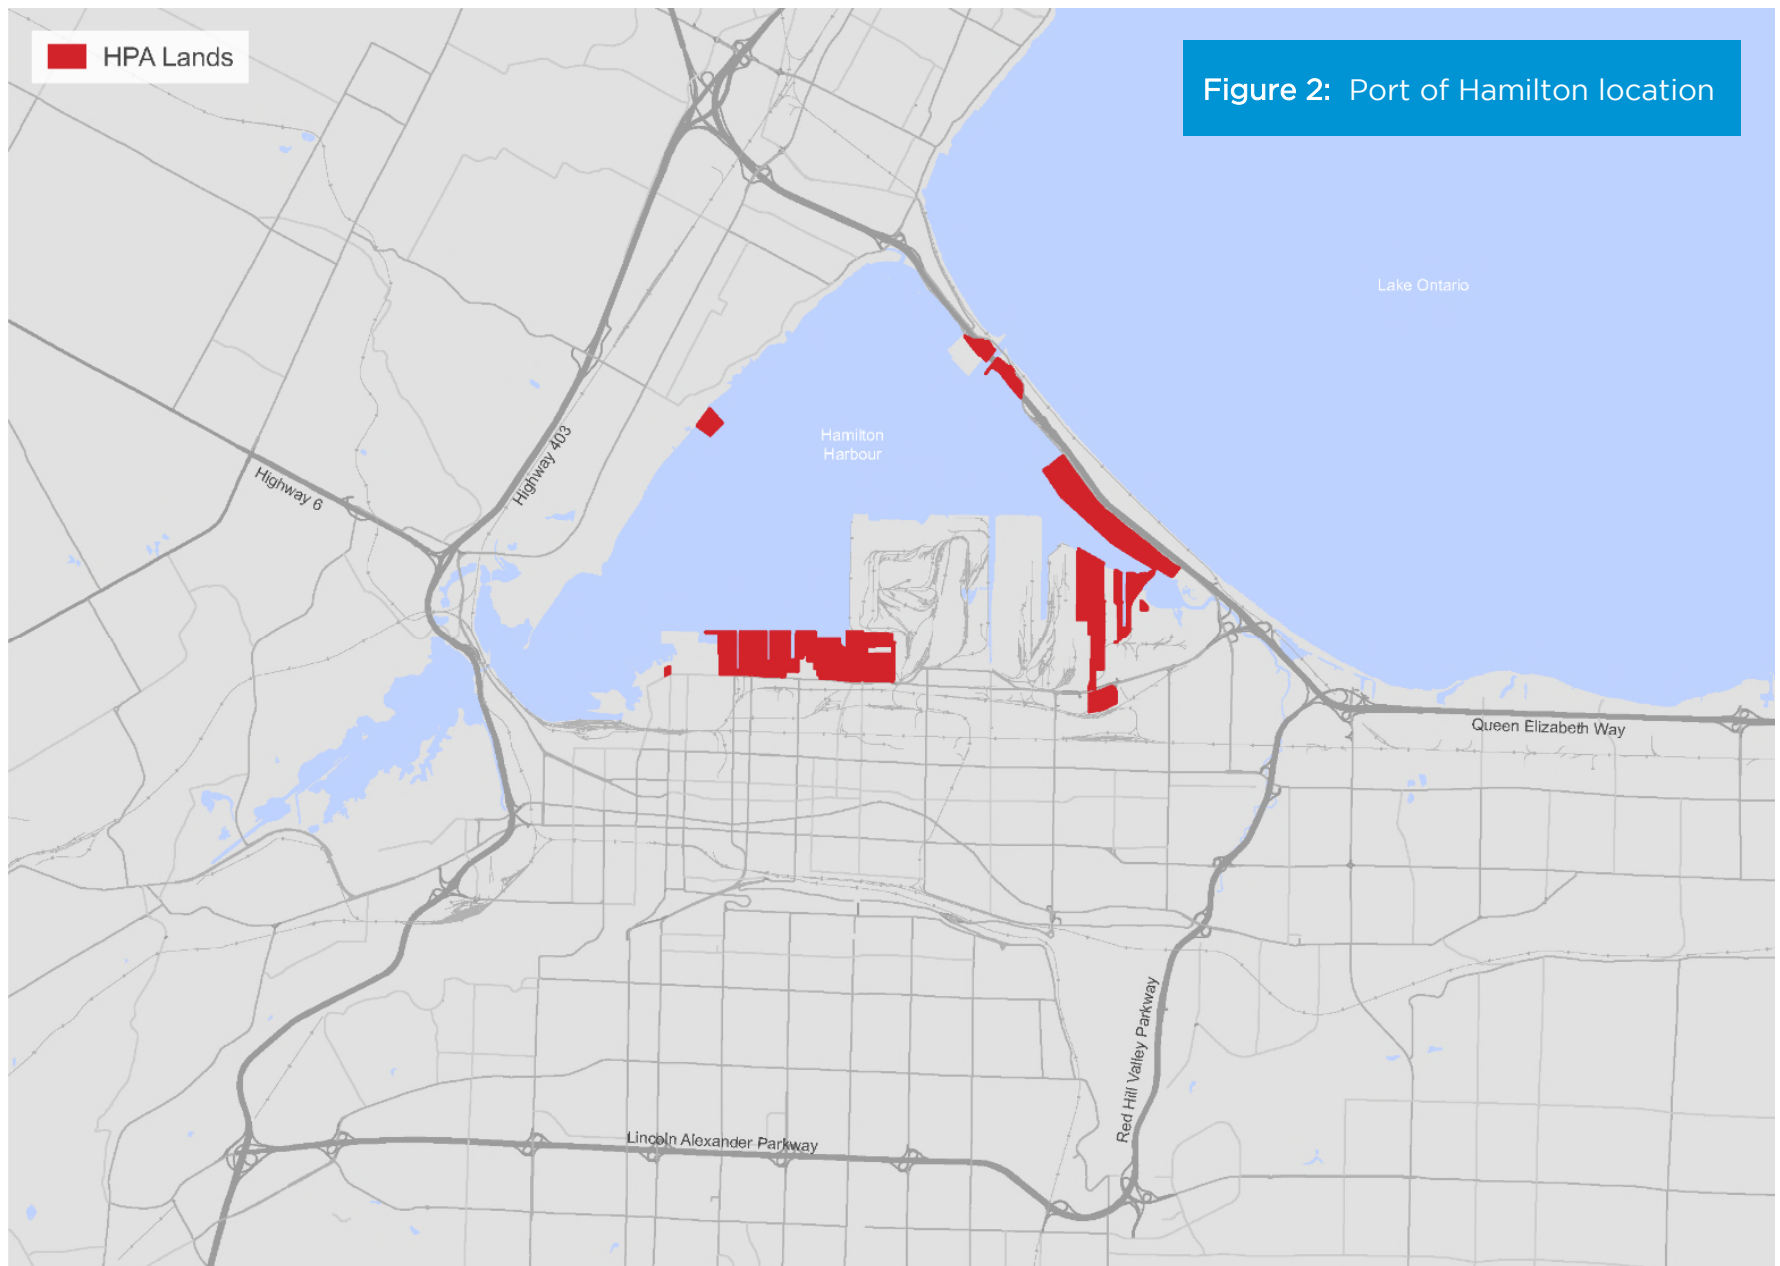 HPA Lands
Figure 2: Port of Hamilton location
Lake Ontario
Hamilton
Harbour
Highway 403
Highway 6
Queen Elizabeth Way
Red Hill Valley Parkway
Lincoln Alexander Parkway